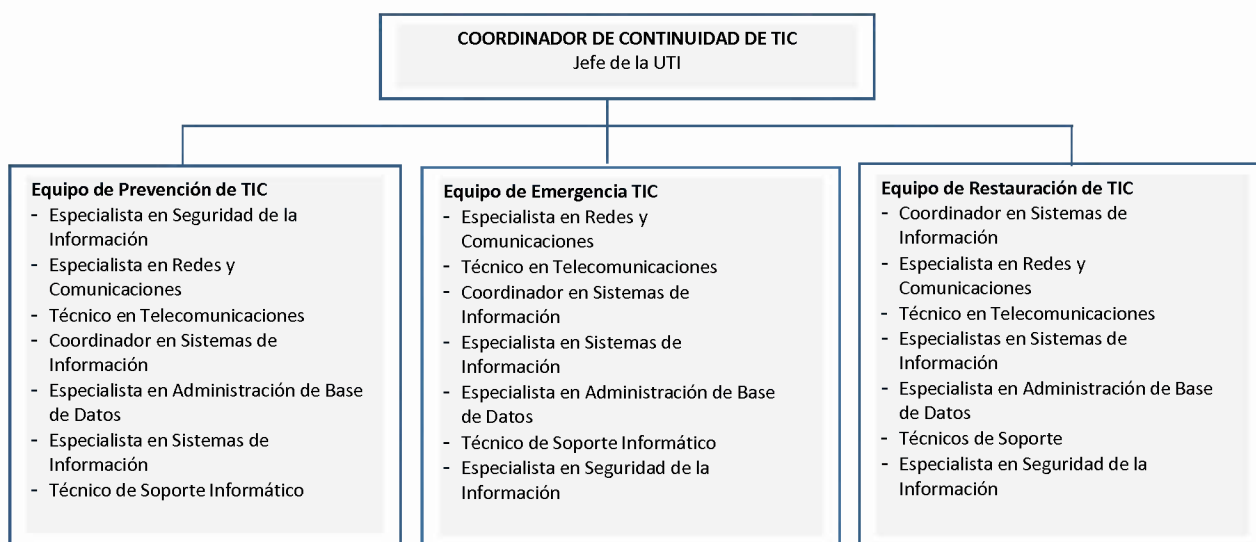 COORDINADOR DE CONTINUIDAD DE TIC
Jefe de la UTI
Equipo de Prevención de TIC
- Especialista en Seguridad de la
Información
- Especialista en Redes y
Comunicaciones
- Técnico en Telecomunicaciones
- Coordinador en Sistemas de
Información
- Especialista en Administración de Base
de Datos
- Especialista en Sistemas de
Información
- Técnico de Soporte Informático
Equipo de Emergencia TIC
- Especialista en Redes y
Comunicaciones
- Técnico en Telecomunicaciones
- Coordinador en Sistemas de
Información
- Especialista en Sistemas de
Información
- Especialista en Administración de Base
de Datos
- Técnico de Soporte Informático
- Especialista en Seguridad de la
Información
Equipo de Restauración de TIC
- Coordinador en Sistemas de
Información
- Especialista en Redes y
Comunicaciones
- Técnico en Telecomunicaciones
- Especialistas en Sistemas de
Información
- Especialista en Administración de Base
de Datos
- Técnicos de Soporte
- Especialista en Seguridad de la
Información